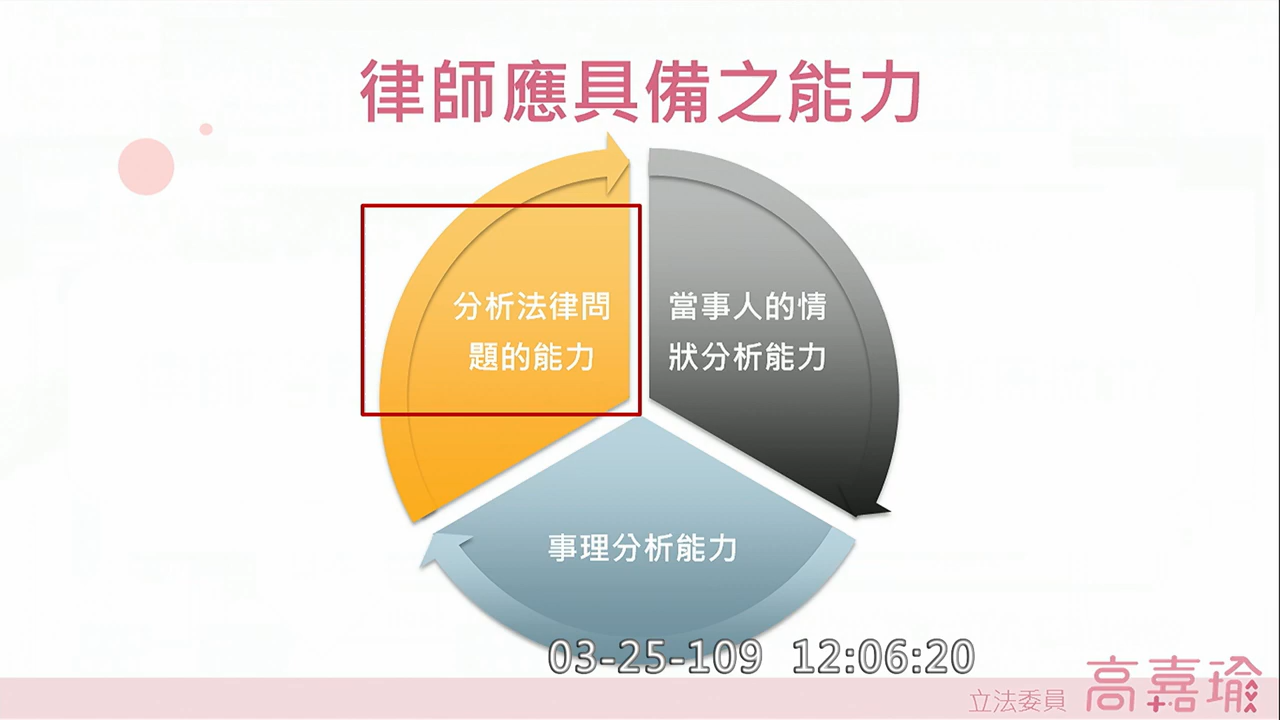 律師應具備之能力
分析法律問
題的能力
當事人的情
狀分析能力
事理分析能力
03-25-109 12:06:20
立法委員 高嘉瑜